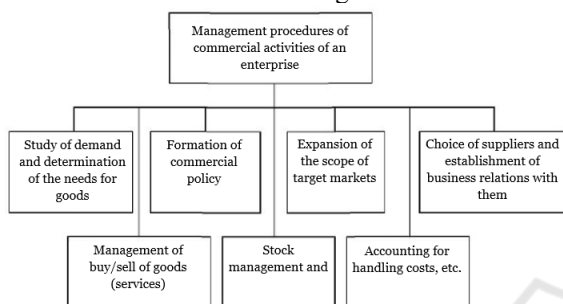 Management procedures of
commercial activities of an
enterprise
Study of demand
and determination
of the needs for
goods
Formation of
commercial
policy
Expansion of
the scope of
target markets
Choice of suppliers and
establishment of
business relations with
them
Management of
buy/sell of goods
(services)
Stock
management and
Accounting for
handling costs, etc.